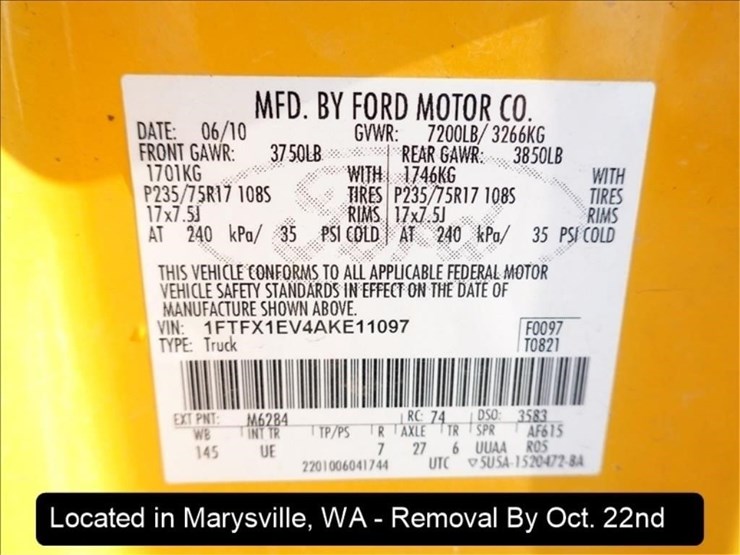 MFD. BY FORD MOTOR CO.
DATE: 06/10 GVWR: 7200LB/ 3266KG
FRONT GAWR: 3750LB REAR GAWR: 3850LB
1701KG WITH 1746KG WITH
P235/75R17 108S TIRES P235/75R17 108S TIRES
17x7.5J RIMS 17x7.5J RIMS
AT 240 kPa/ 35 PSI COLD AT 240 kPa/ 35 PSI COLD
THIS VEHICLE CONFORMS TO ALL APPLICABLE FEDERAL MOTOR
VEHICLE SAFETY STANDARDS IN EFFECT ON THE DATE OF
MANUFACTURE SHOWN ABOVE.
VIN: 1FTFX1EV4AKE11097 F0097
TYPE: Truck T0821
EXT PNT: M6284 RC: 74 DSO: 3583
WB INT TR TP/PS R AXLE TR SPR AF615
145 UE 7 27 6 UUAA ROS
2201006041744 UTC ▽SUSA-1520472-BA
Located in Marysville, WA - Removal By Oct. 22nd